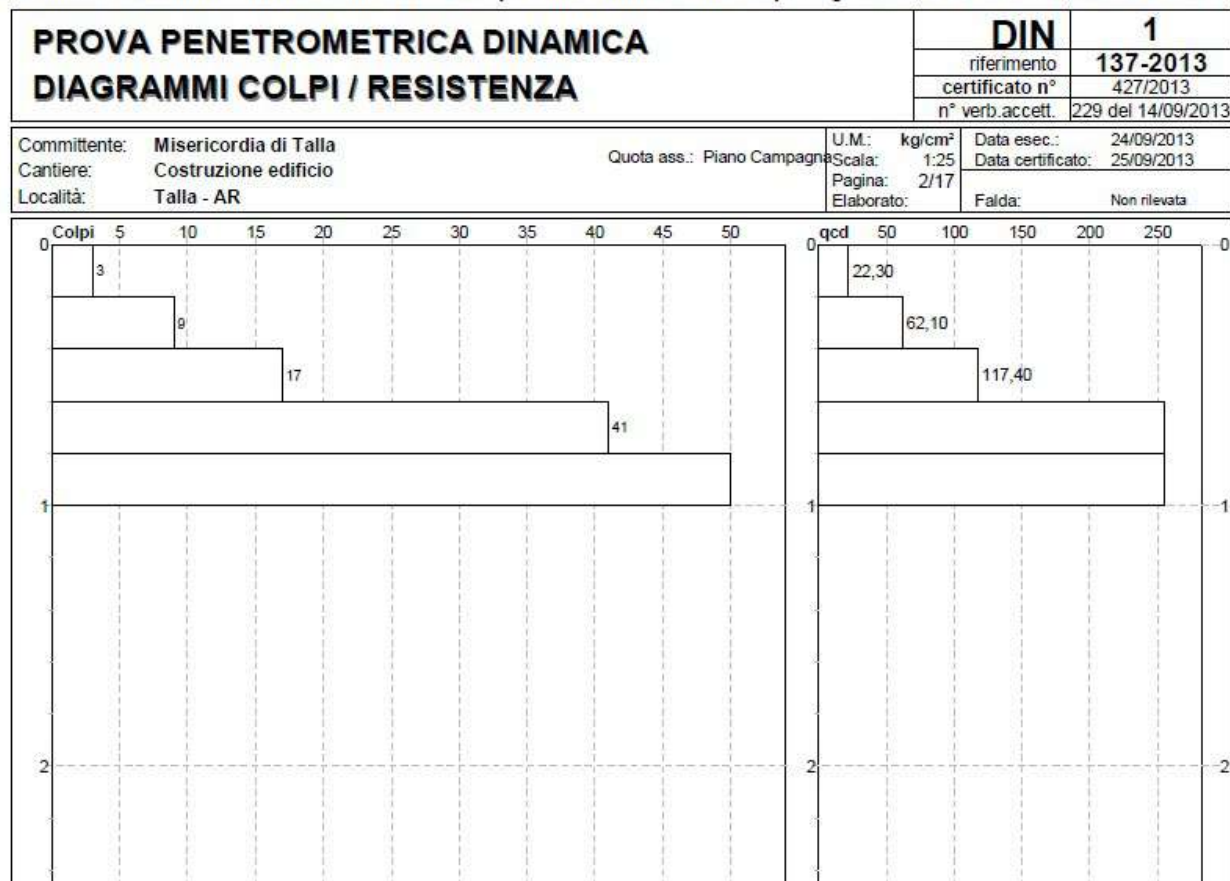 PROVA PENETROMETRICA DINAMICA
DIAGRAMMI COLPI / RESISTENZA
DIN 1
riferimento 137-2013
certificato n° 427/2013
n° verb.accett. 229 del 14/09/2013
Committente: Misericordia di Talla
Cantiere: Costruzione edificio
Località: Talla - AR
Quota ass.: Piano Campagna
U.M.: kg/cm²
Scala: 1:25
Pagina: 2/17
Elaborato:
Data esec.: 24/09/2013
Data certificato: 25/09/2013
Falda: Non rilevata
Colpi 5 10 15 20 25 30 35 40 45 50
0
3
9
17
41
1
2
qcd 50 100 150 200 250
0 0
22,30
62,10
117,40
1 1
2 2